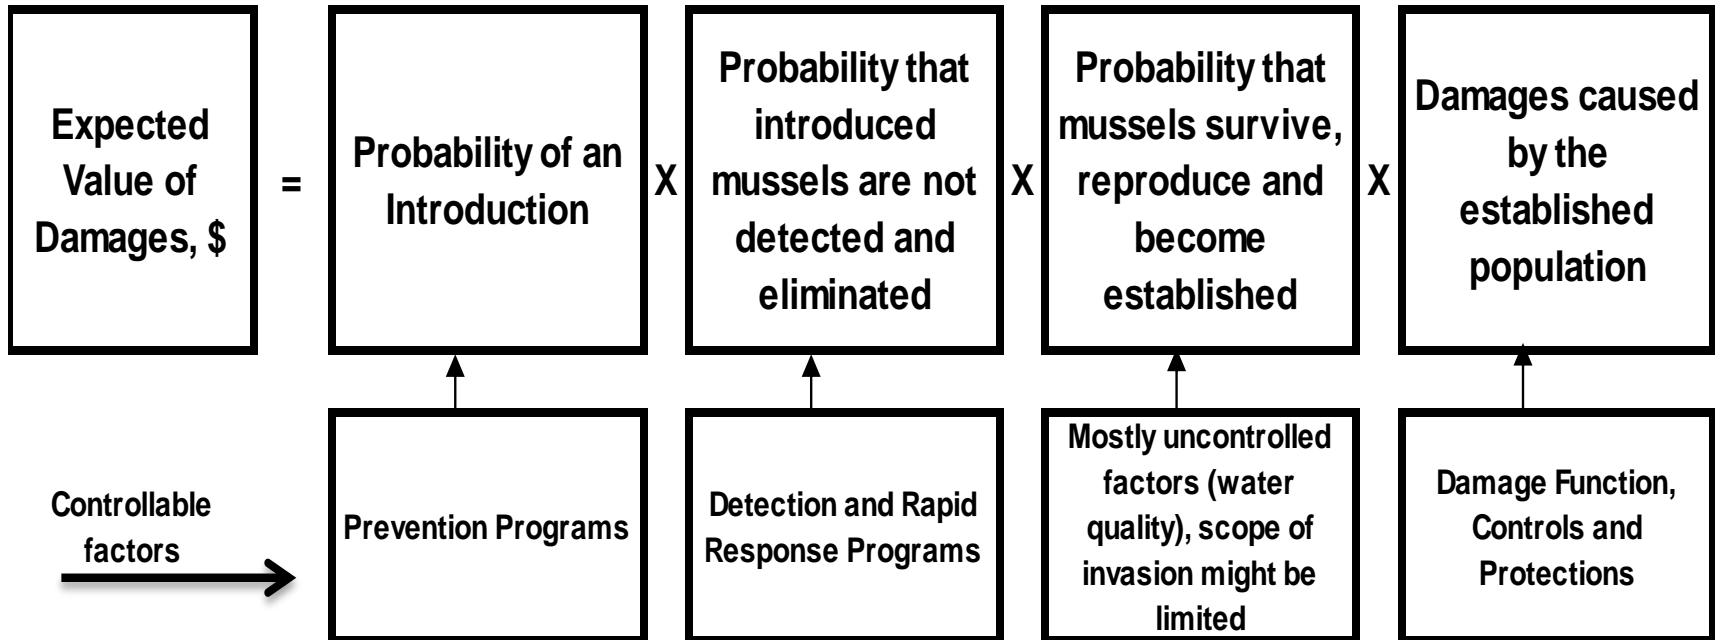 Expected
Value of
Damages, $
=
Probability of an
Introduction
X
Probability that
introduced
mussels are not
detected and
eliminated
X
Probability that
mussels survive,
reproduce and
become
established
X
Damages caused
by the
established
population
Controllable
factors
Prevention Programs
Detection and Rapid
Response Programs
Mostly uncontrolled
factors (water
quality), scope of
invasion might be
limited
Damage Function,
Controls and
Protections